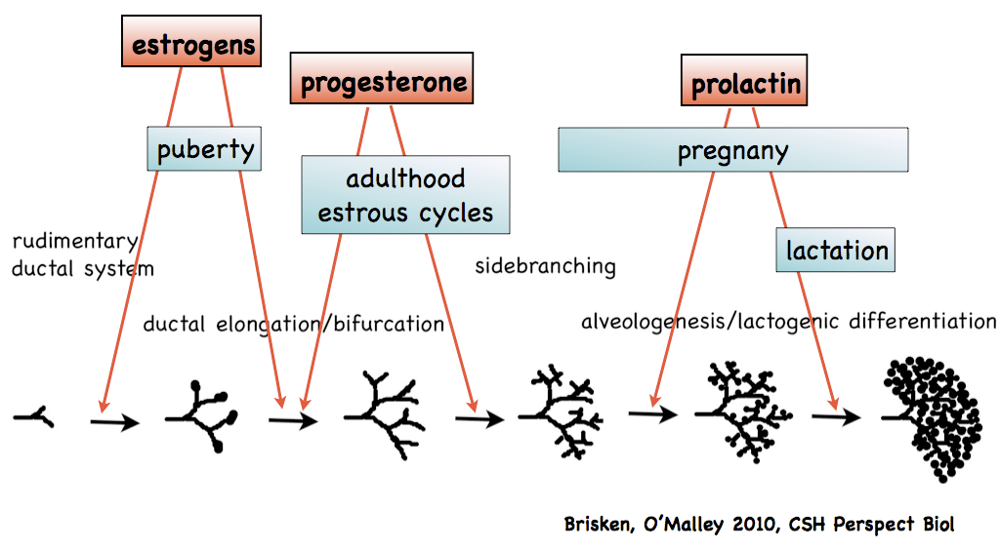 estrogens
progesterone
prolactin
puberty
pregnany
adulthood
estrous cycles
rudimentary
ductal system
sidebranching
lactation
ductal elongation/bifurcation
alveologenesis/lactogenic differentiation
Brisken, O'Malley 2010, CSH Perspect Biol